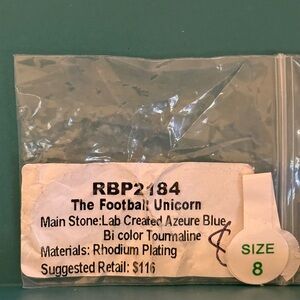 RBP2184
The Football Unicorn
Main Stone:Lab Created Azeure Blue,
Bi color Tourmaline
Materials: Rhodium Plating
Suggested Retail: $116
8
SIZE
8